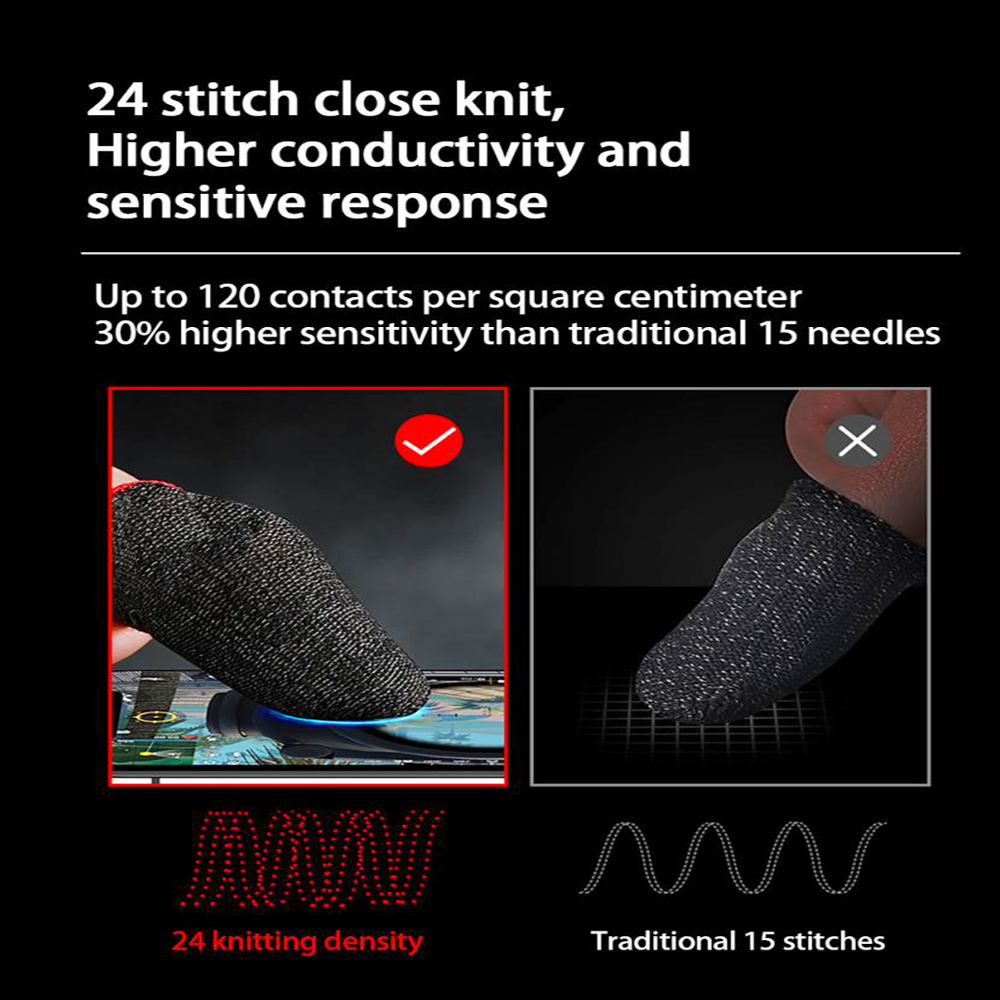 24 stitch close knit,
Higher conductivity and
sensitive response
Up to 120 contacts per square centimeter
30% higher sensitivity than traditional 15 needles
24 knitting density
Traditional 15 stitches